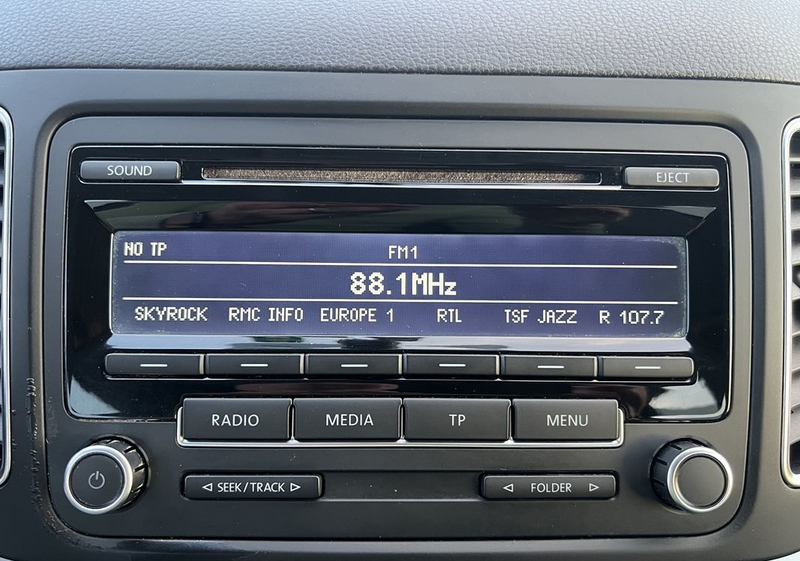 SOUND EJECT
NO TP FM1
88.1MHz
SKYROCK RMC INFO EUROPE 1 RTL TSF JAZZ R 107.7
RADIO MEDIA TP MENU
◁ SEEK/TRACK ▷ ◁ FOLDER ▷